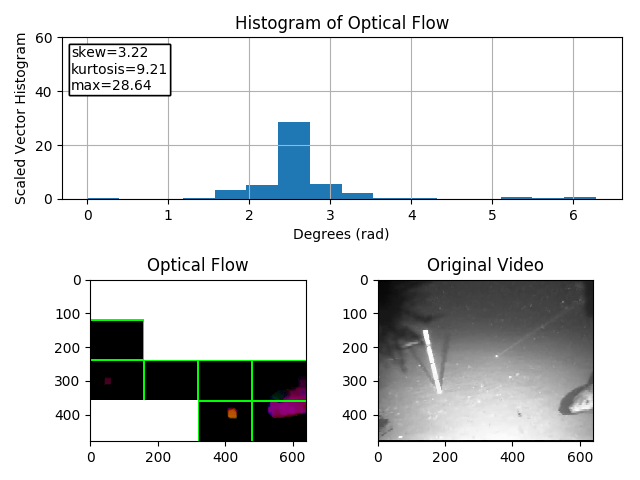 Histogram of Optical Flow
skew=3.22
kurtosis=9.21
max=28.64
Scaled Vector Histogram
60
40
20
0
0 1 2 3 4 5 6
Degrees (rad)
Optical Flow
0
100
200
300
400
0 200 400 600
Original Video
0
100
200
300
400
0 200 400 600